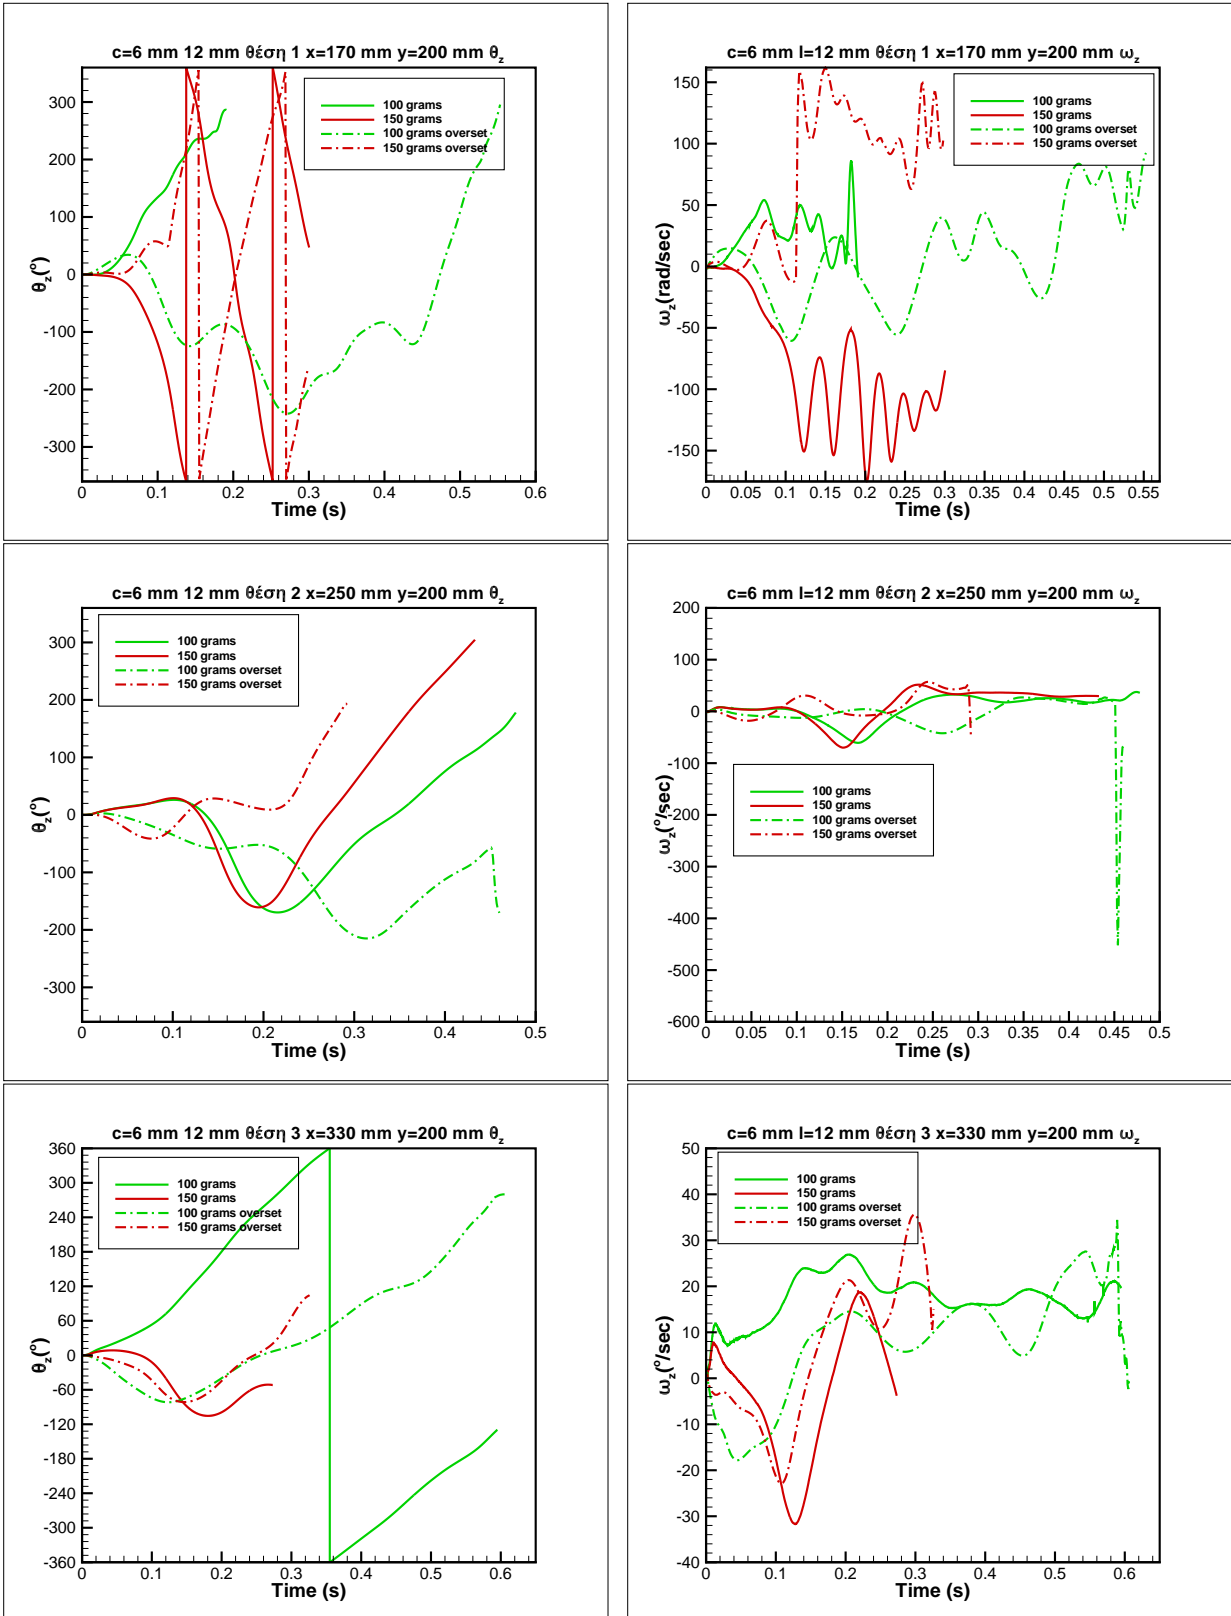 c=6 mm 12 mm θέση 1 x=170 mm y=200 mm θz
100 grams
150 grams
100 grams overset
150 grams overset
θz(°)
300
200
100
0
-100
-200
-300
0 0.1 0.2 0.3 0.4 0.5 0.6
Time (s)
c=6 mm l=12 mm θέση 1 x=170 mm y=200 mm ωz
100 grams
150 grams
100 grams overset
150 grams overset
ωz(rad/sec)
150
100
50
0
-50
-100
-150
0 0.05 0.1 0.15 0.2 0.25 0.3 0.35 0.4 0.45 0.5 0.55
Time (s)
c=6 mm 12 mm θέση 2 x=250 mm y=200 mm θz
100 grams
150 grams
100 grams overset
150 grams overset
θz(°)
300
200
100
0
-100
-200
-300
0 0.1 0.2 0.3 0.4 0.5
Time (s)
c=6 mm l=12 mm θέση 2 x=250 mm y=200 mm ωz
200
100
0
-100
-200
-300
-400
-500
-600
ωz(°/sec)
100 grams
150 grams
100 grams overset
150 grams overset
0 0.05 0.1 0.15 0.2 0.25 0.3 0.35 0.4 0.45 0.5
Time (s)
c=6 mm 12 mm θέση 3 x=330 mm y=200 mm θz
100 grams
150 grams
100 grams overset
150 grams overset
θz(°)
360
300
240
180
120
60
0
-60
-120
-180
-240
-300
-360
0 0.1 0.2 0.3 0.4 0.5 0.6
Time (s)
c=6 mm l=12 mm θέση 3 x=330 mm y=200 mm ωz
100 grams
150 grams
100 grams overset
150 grams overset
ωz(°/sec)
50
40
30
20
10
0
-10
-20
-30
-40
0 0.1 0.2 0.3 0.4 0.5 0.6
Time (s)